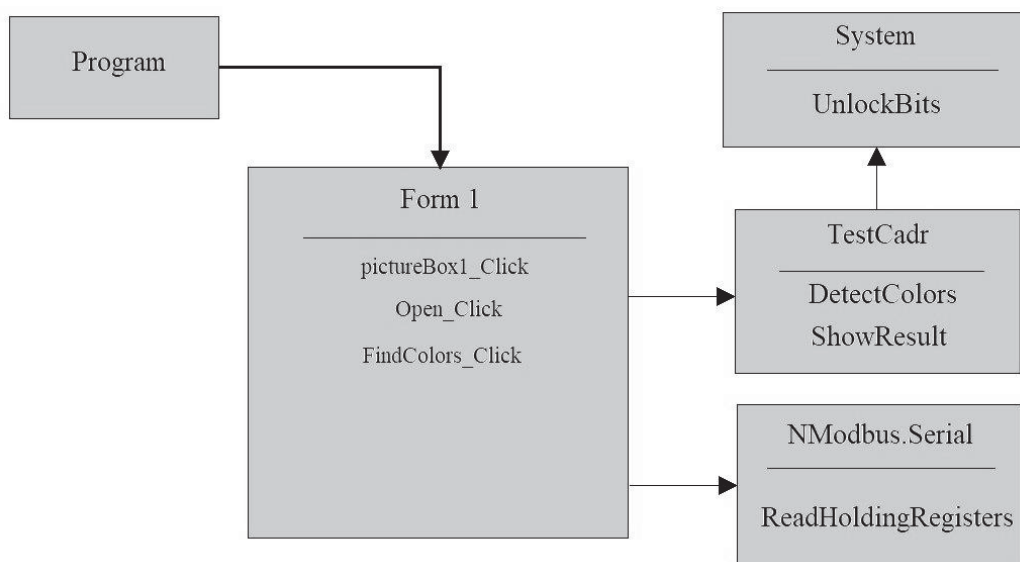 Program
Form 1
pictureBox1_Click
Open_Click
FindColors_Click
System
UnlockBits
TestCadr
DetectColors
ShowResult
NModbus.Serial
ReadHoldingRegisters